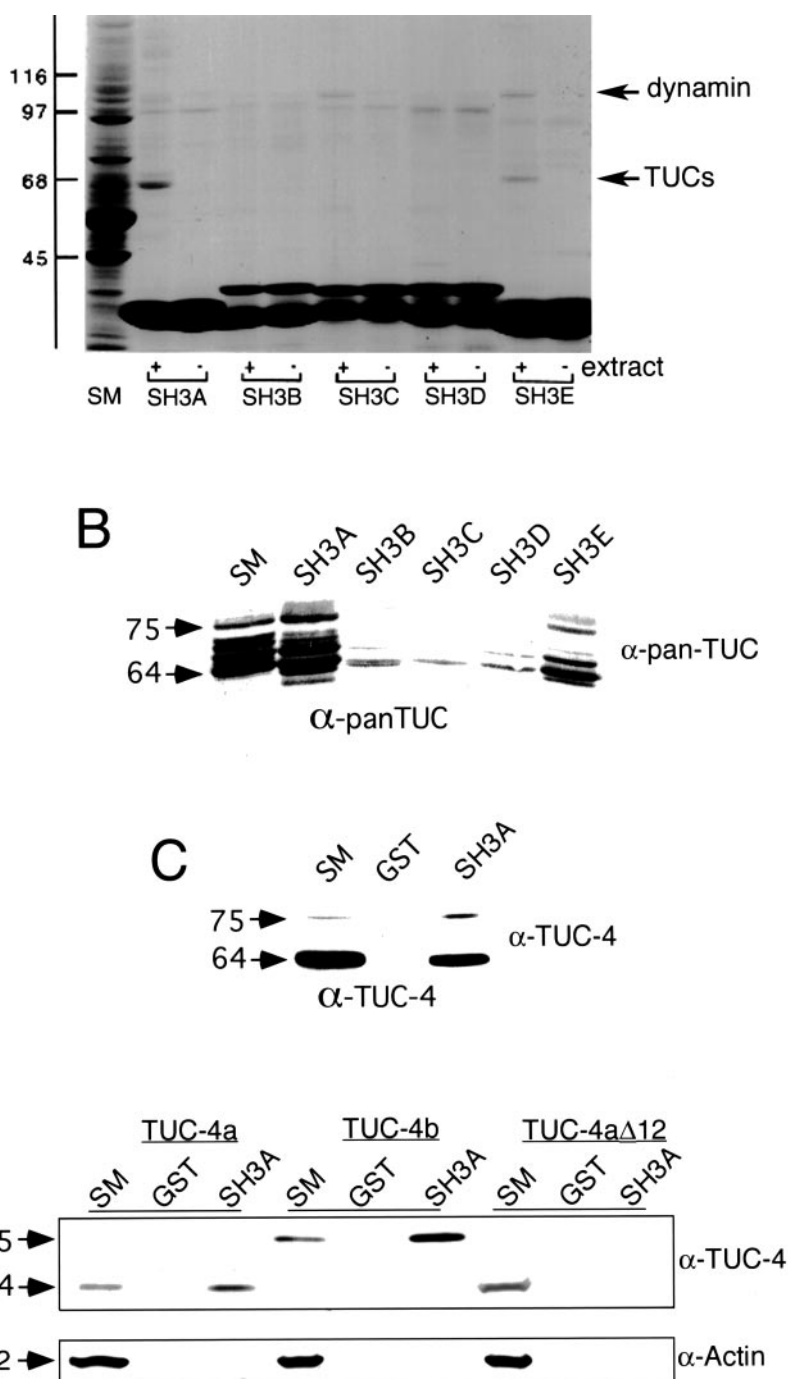 116
97
68
45
dynamin
TUCs
+ - + - + - + - + - extract
SM SH3A SH3B SH3C SH3D SH3E
B
SM SH3A SH3B SH3C SH3D SH3E
75
64
α-pan-TUC
α-panTUC
C
SM GST SH3A
75
64
α-TUC-4
α-TUC-4
TUC-4a TUC-4b TUC-4aΔ12
SM GST SH3A SM GST SH3A SM GST SH3A
5
4
α-TUC-4
2
α-Actin